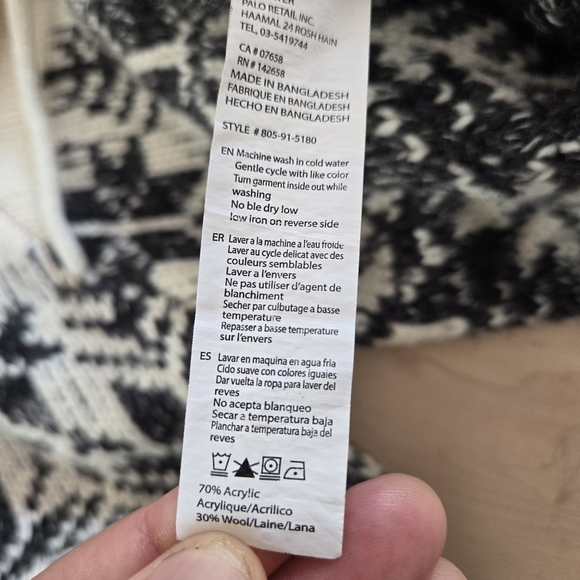 PALO RETAIL INC.
HAAMAL 24 ROSH HAIN
TEL, 03-5419744
CA # 07658
RN # 142658
MADE IN BANGLADESH
FABRIQUE EN BANGLADESH
HECHO EN BANGLADESH
STYLE # 805-91-5180
EN Machine wash in cold water
Gentle cycle with like color
Turn garment inside out while
washing
No ble dry low
low iron on reverse side
ER Laver a la machine a l'eau froide
Laver au cycle delicat avec des
couleurs semblables
Laver a l'envers
Ne pas utiliser d'agent de
blanchiment
Secher par culbutage a basse
temperature
Repasser a basse temperature
sur l'envers
ES Lavar en maquina en agua fria
Cido suave con colores iguaies
Dar vuelta la ropa para laver del
reves
No acepta blanqueo
Secar a temperatura baja
Planchar a temperatura baja del
reves
70% Acrylic
Acrylique/Acrilico
30% Wool/Laine/Lana